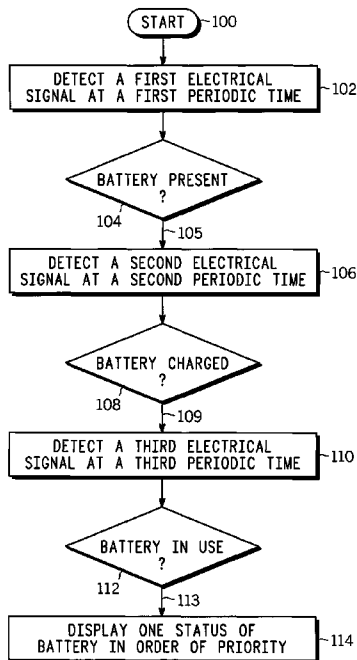 START
100
DETECT A FIRST ELECTRICAL
SIGNAL AT A FIRST PERIODIC TIME
102
BATTERY PRESENT
?
104
105
DETECT A SECOND ELECTRICAL
SIGNAL AT A SECOND PERIODIC TIME
106
BATTERY CHARGED
?
108
109
DETECT A THIRD ELECTRICAL
SIGNAL AT A THIRD PERIODIC TIME
110
BATTERY IN USE
?
112
113
DISPLAY ONE STATUS OF
BATTERY IN ORDER OF PRIORITY
114